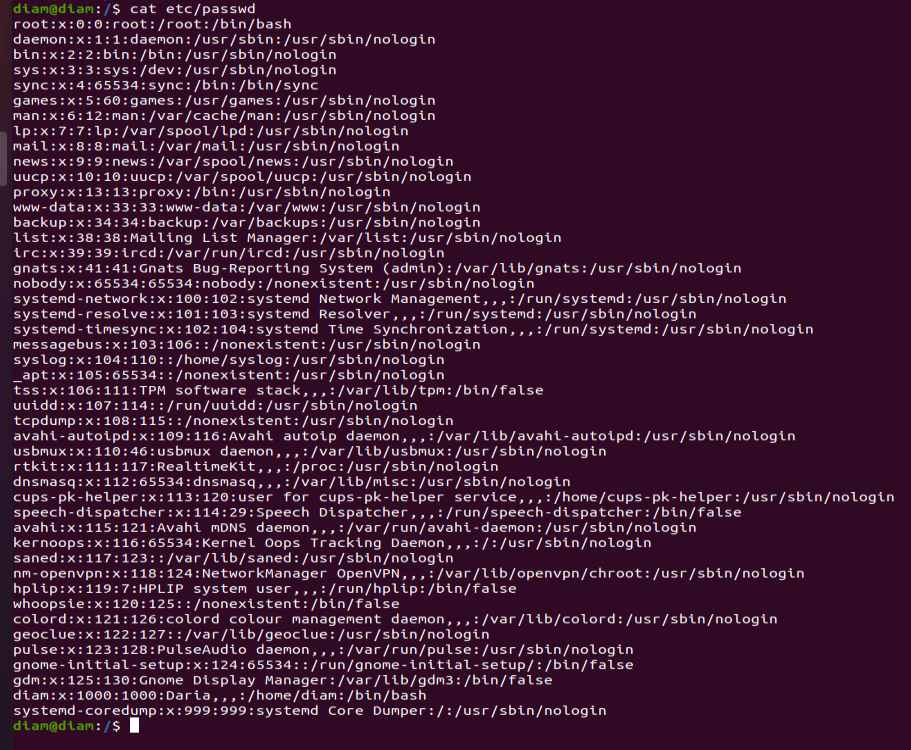 diam@diam:/$ cat etc/passwd
root:x:0:0:root:/root:/bin/bash
daemon:x:1:1:daemon:/usr/sbin:/usr/sbin/nologin
bin:x:2:2:bin:/bin:/usr/sbin/nologin
sys:x:3:3:sys:/dev:/usr/sbin/nologin
sync:x:4:65534:sync:/bin:/bin/sync
games:x:5:60:games:/usr/games:/usr/sbin/nologin
man:x:6:12:man:/var/cache/man:/usr/sbin/nologin
lp:x:7:7:lp:/var/spool/lpd:/usr/sbin/nologin
mail:x:8:8:mail:/var/mail:/usr/sbin/nologin
news:x:9:9:news:/var/spool/news:/usr/sbin/nologin
uucp:x:10:10:uucp:/var/spool/uucp:/usr/sbin/nologin
proxy:x:13:13:proxy:/bin:/usr/sbin/nologin
www-data:x:33:33:www-data:/var/www:/usr/sbin/nologin
backup:x:34:34:backup:/var/backups:/usr/sbin/nologin
list:x:38:38:Mailing List Manager:/var/list:/usr/sbin/nologin
irc:x:39:39:ircd:/var/run/ircd:/usr/sbin/nologin
gnats:x:41:41:Gnats Bug-Reporting System (admin):/var/lib/gnats:/usr/sbin/nologin
nobody:x:65534:65534:nobody:/nonexistent:/usr/sbin/nologin
systemd-network:x:100:102:systemd Network Management,,,:/run/systemd:/usr/sbin/nologin
systemd-resolve:x:101:103:systemd Resolver,,,:/run/systemd:/usr/sbin/nologin
systemd-timesync:x:102:104:systemd Time Synchronization,,,:/run/systemd:/usr/sbin/nologin
messagebus:x:103:106::/nonexistent:/usr/sbin/nologin
syslog:x:104:110::/home/syslog:/usr/sbin/nologin
_apt:x:105:65534::/nonexistent:/usr/sbin/nologin
tss:x:106:111:TPM software stack,,,:/var/lib/tpm:/bin/false
uuidd:x:107:114::/run/uuidd:/usr/sbin/nologin
tcpdump:x:108:115::/nonexistent:/usr/sbin/nologin
avahi-autoipd:x:109:116:Avahi autoip daemon,,,:/var/lib/avahi-autoipd:/usr/sbin/nologin
usbmux:x:110:46:usbmux daemon,,,:/var/lib/usbmux:/usr/sbin/nologin
rtkit:x:111:117:RealtimeKit,,,:/proc:/usr/sbin/nologin
dnsmasq:x:112:65534:dnsmasq,,,:/var/lib/misc:/usr/sbin/nologin
cups-pk-helper:x:113:120:user for cups-pk-helper service,,,:/home/cups-pk-helper:/usr/sbin/nologin
speech-dispatcher:x:114:29:Speech Dispatcher,,,:/run/speech-dispatcher:/bin/false
avahi:x:115:121:Avahi mDNS daemon,,,:/var/run/avahi-daemon:/usr/sbin/nologin
kernoops:x:116:65534:Kernel Oops Tracking Daemon,,,:/:/usr/sbin/nologin
saned:x:117:123::/var/lib/saned:/usr/sbin/nologin
nm-openvpn:x:118:124:NetworkManager OpenVPN,,,:/var/lib/openvpn/chroot:/usr/sbin/nologin
hplip:x:119:7:HPLIP system user,,,:/run/hplip:/bin/false
whoopsie:x:120:125::/nonexistent:/bin/false
colord:x:121:126:colord colour management daemon,,,:/var/lib/colord:/usr/sbin/nologin
geoclue:x:122:127::/var/lib/geoclue:/usr/sbin/nologin
pulse:x:123:128:PulseAudio daemon,,,:/var/run/pulse:/usr/sbin/nologin
gnome-initial-setup:x:124:65534::/run/gnome-initial-setup/:/bin/false
gdm:x:125:130:Gnome Display Manager:/var/lib/gdm3:/bin/false
diam:x:1000:1000:Daria,,,:/home/diam:/bin/bash
systemd-coredump:x:999:999:systemd Core Dumper:/:/usr/sbin/nologin
diam@diam:/$